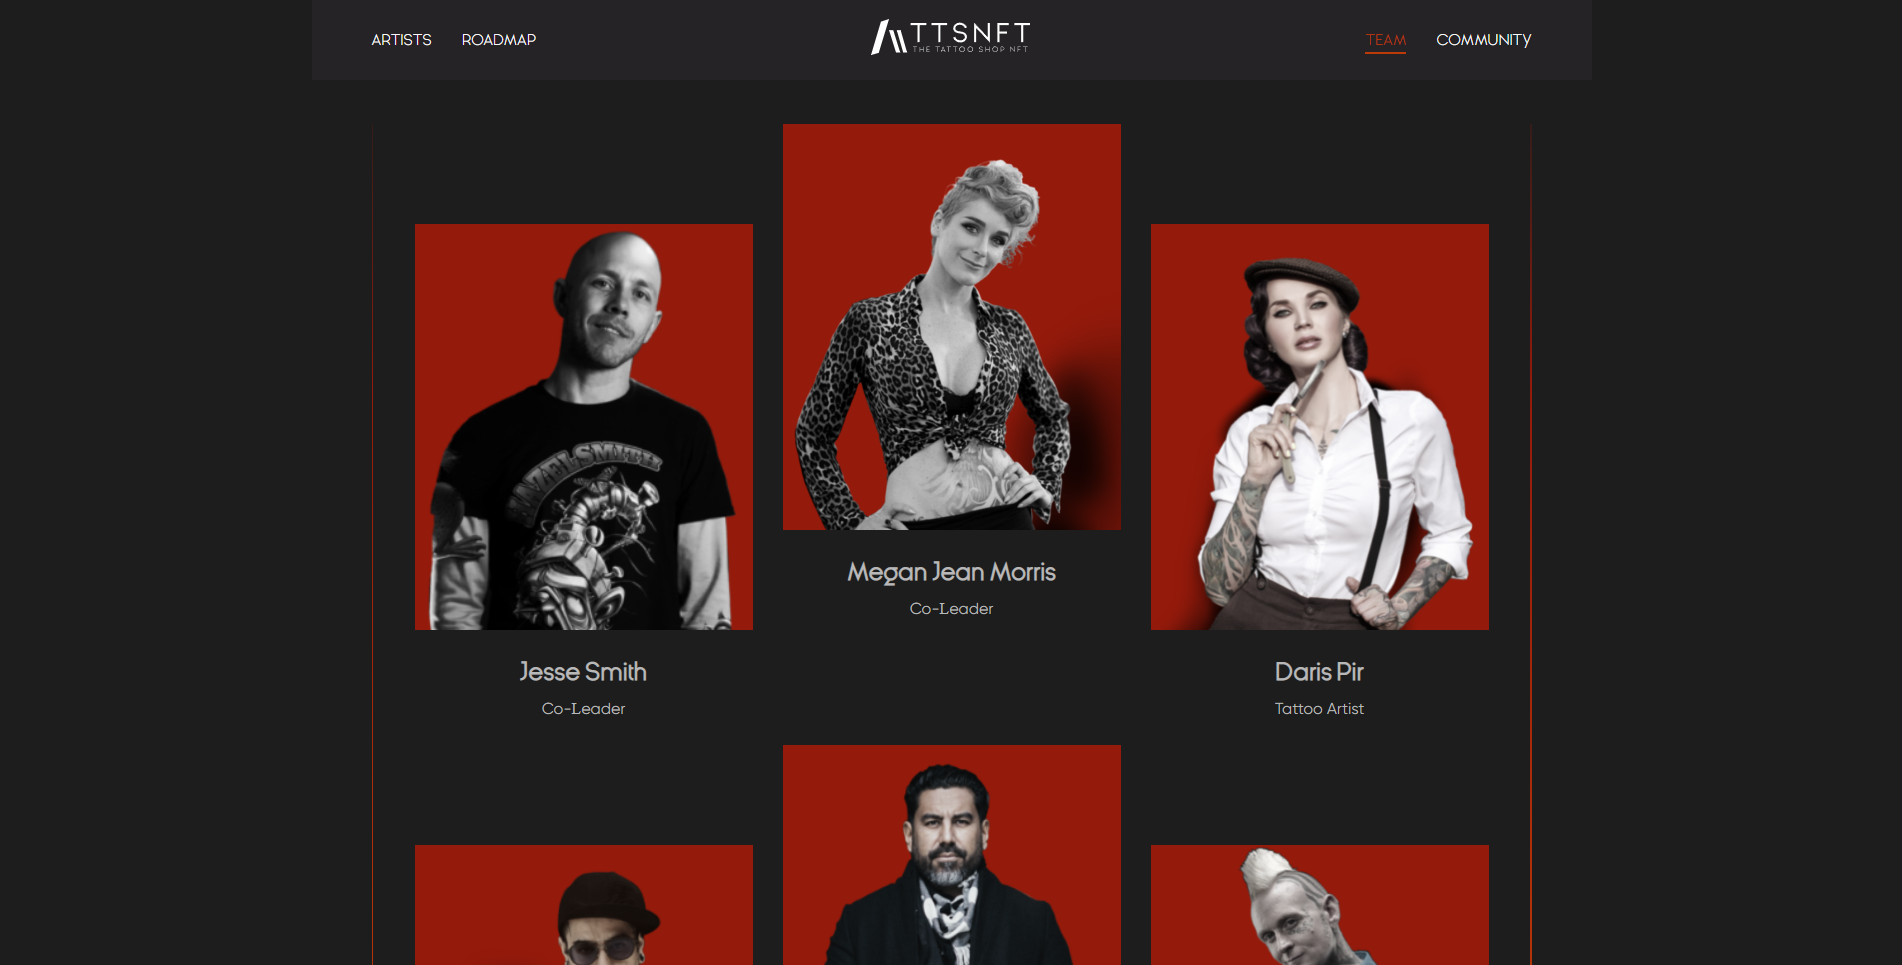 ARTISTS
ROADMAP
TTSNFT
THE TATTOO SHOP NFT
TEAM
COMMUNITY
Megan Jean Morris
Co-Leader
Jesse Smith
Co-Leader
Daris Pir
Tattoo Artist